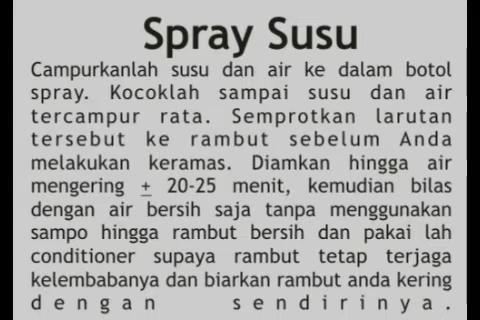 Spray Susu
Campurkanlah susu dan air ke dalam botol
spray. Kocoklah sampai susu dan air
tercampur rata. Semprotkan larutan
tersebut ke rambut sebelum Anda
melakukan keramas. Diamkan hingga air
mengering ± 20-25 menit, kemudian bilas
dengan air bersih saja tanpa menggunakan
sampo hingga rambut bersih dan pakai lah
conditioner supaya rambut tetap terjaga
kelembabanya dan biarkan rambut anda kering
dengan sendirinya.